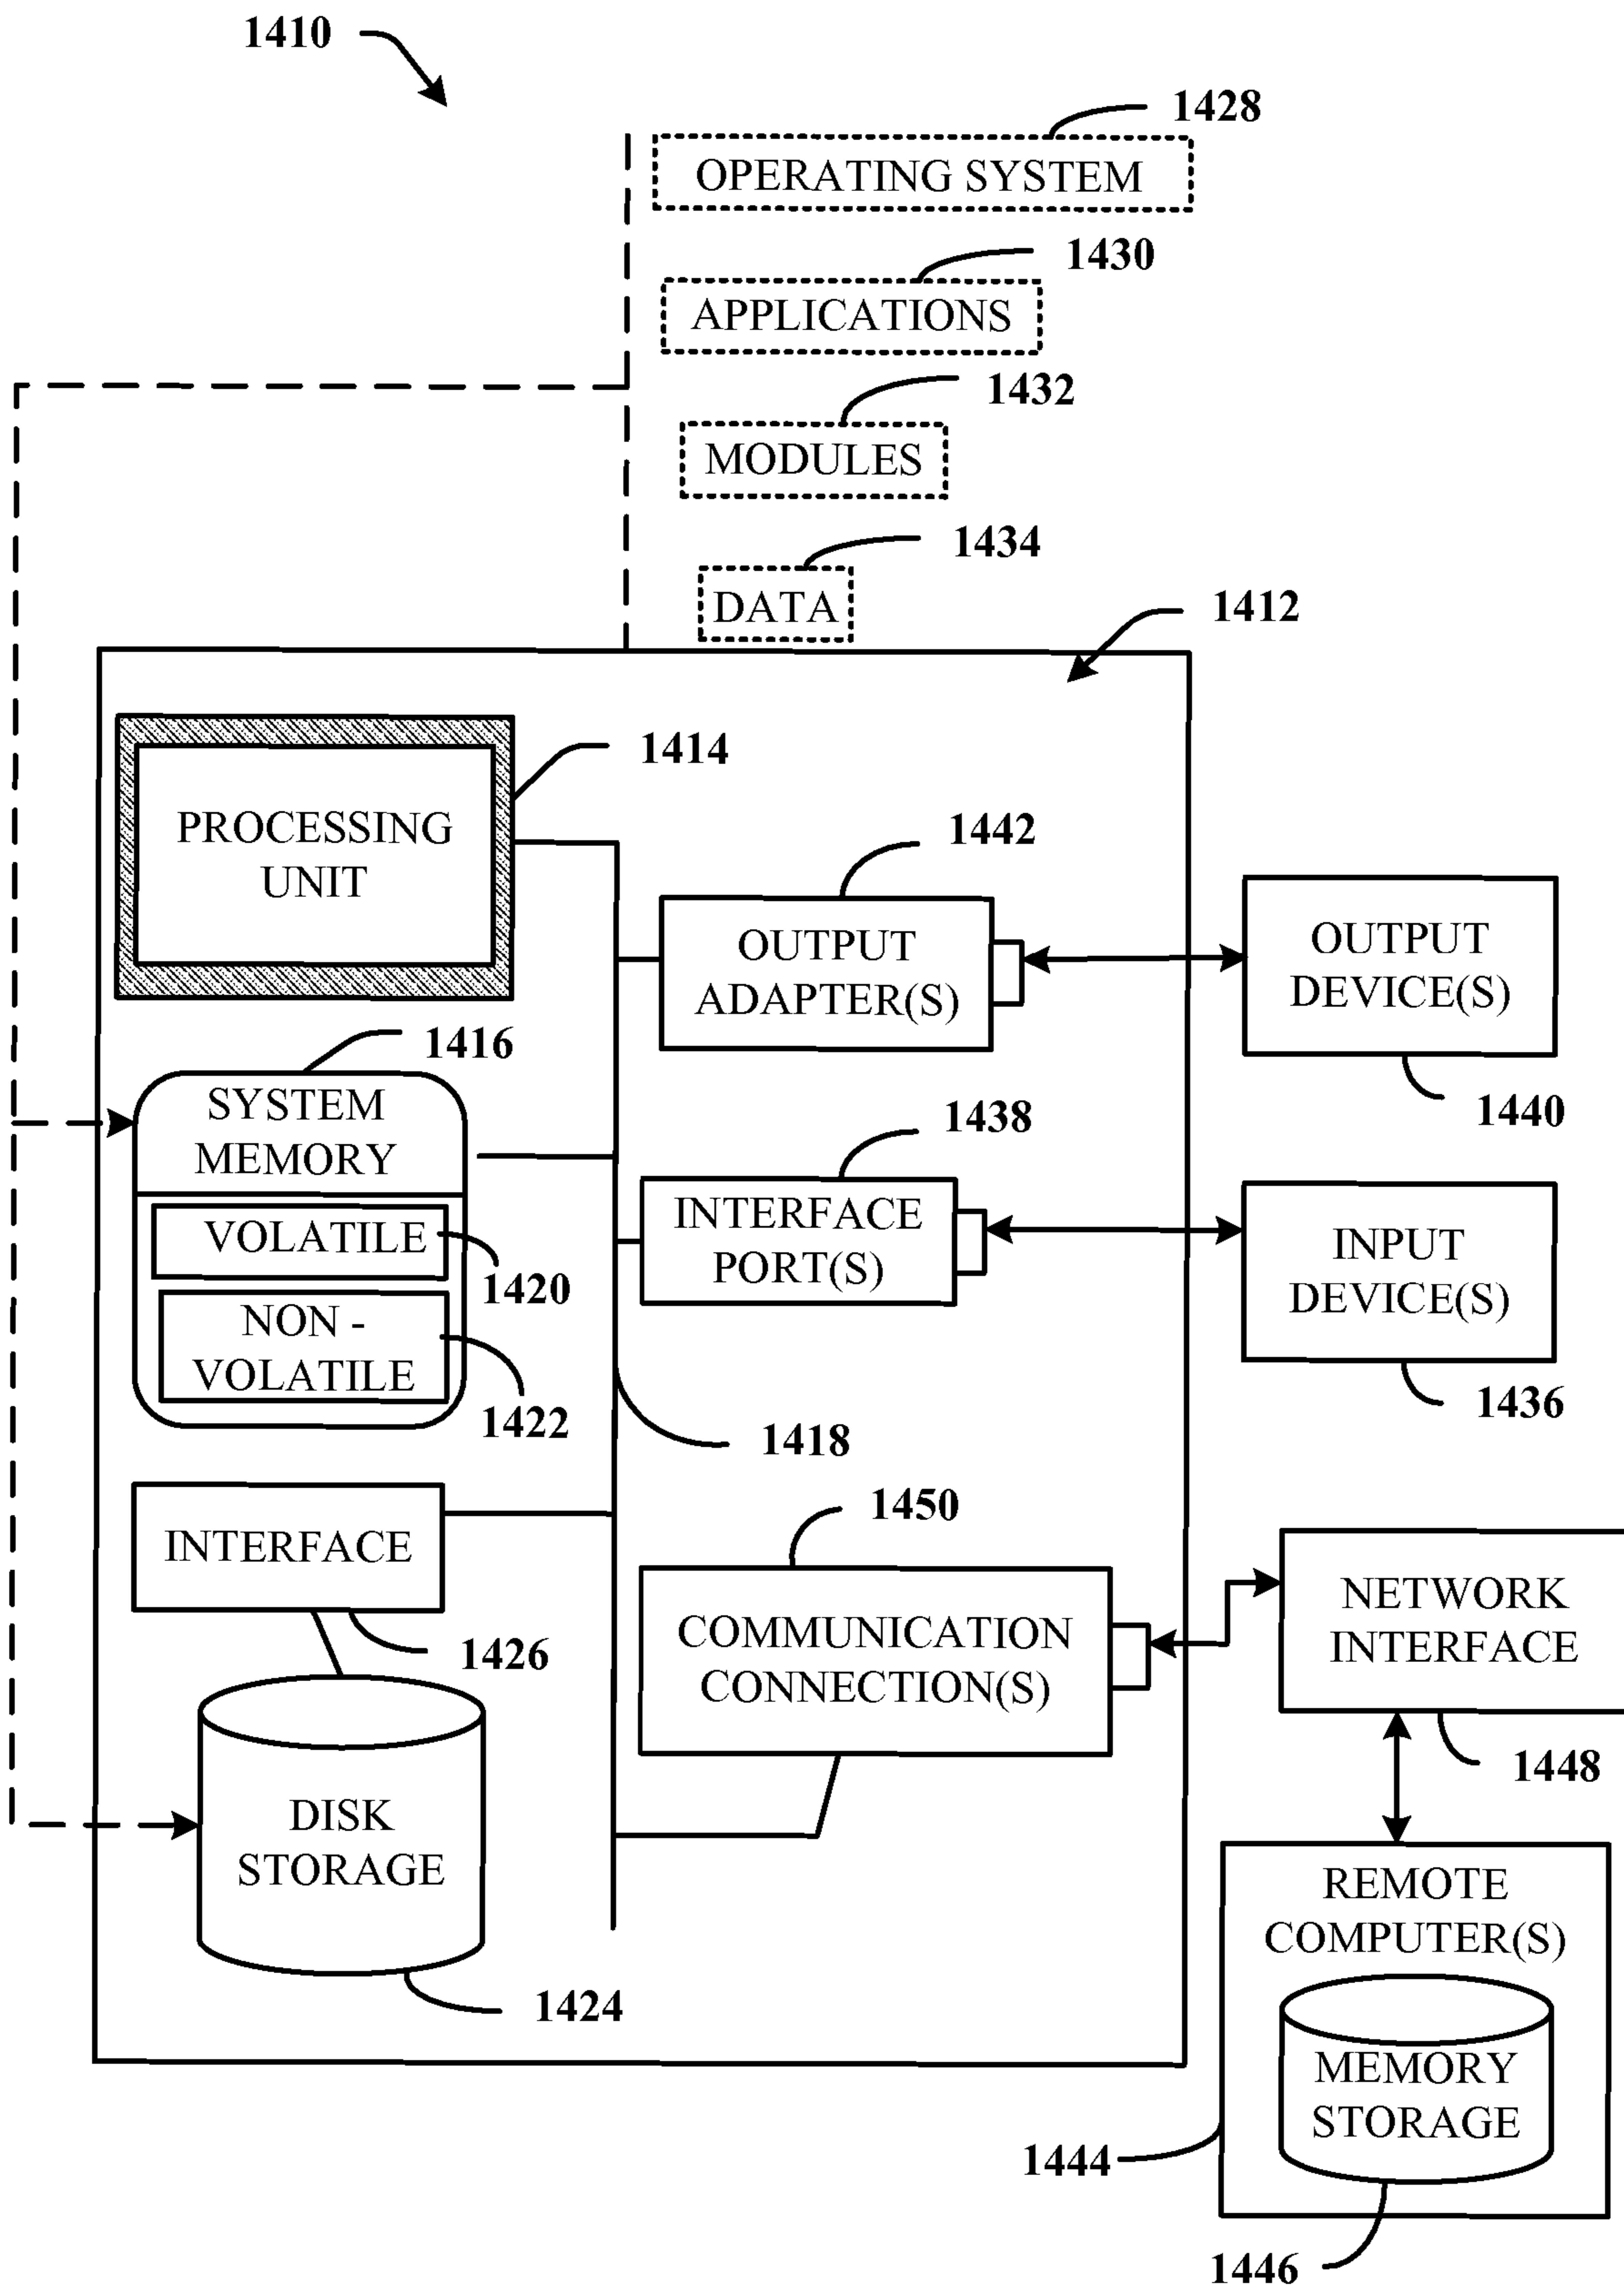 1410
1428
OPERATING SYSTEM
1430
APPLICATIONS
1432
MODULES
1434
DATA
1412
1414
PROCESSING
UNIT
1442
OUTPUT
ADAPTER(S)
OUTPUT
DEVICE(S)
1440
1416
SYSTEM
MEMORY
VOLATILE
1420
NON -
VOLATILE
1422
1438
INTERFACE
PORT(S)
INPUT
DEVICE(S)
1436
1418
INTERFACE
1426
1450
COMMUNICATION
CONNECTION(S)
NETWORK
INTERFACE
1448
DISK
STORAGE
1424
REMOTE
COMPUTER(S)
MEMORY
STORAGE
1444
1446